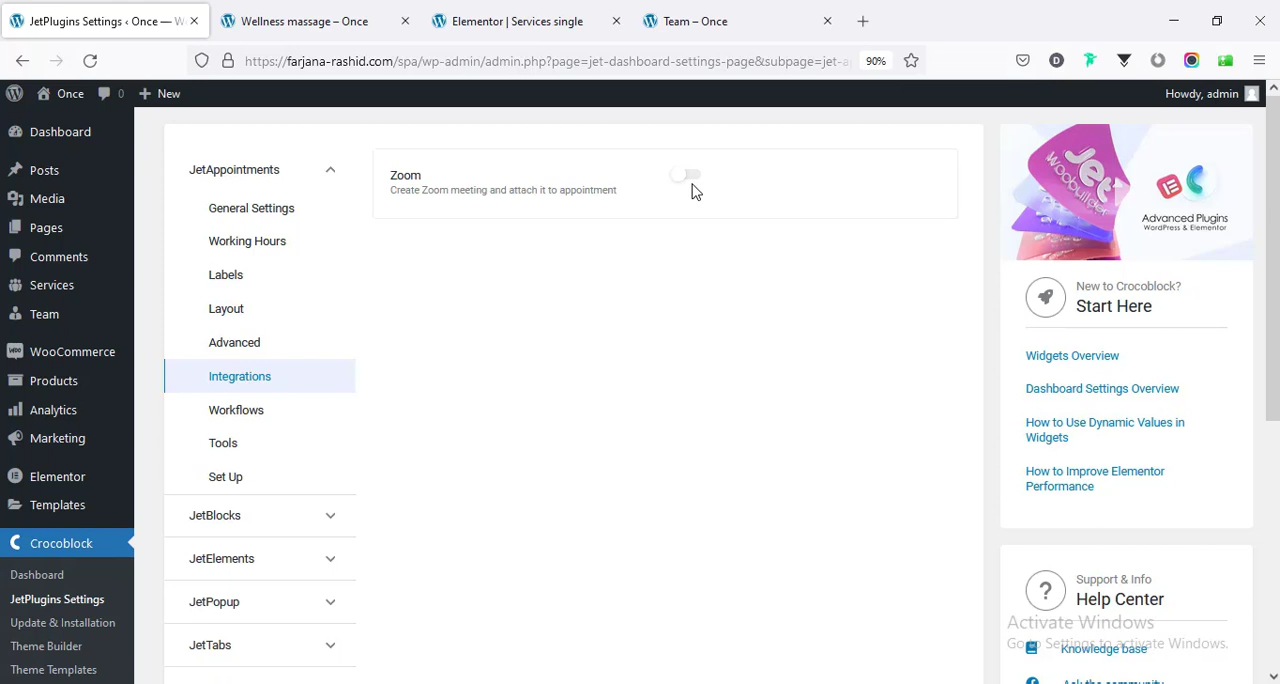 JetPlugins Settings ‹ Once — W
Wellness massage – Once
Elementor | Services single
Team – Once
https://farjana-rashid.com/spa/wp-admin/admin.php?page=jet-dashboard-settings-page&subpage=jet-a
90%
Once
0
New
Howdy, admin
Dashboard
Posts
Media
Pages
Comments
Services
Team
WooCommerce
Products
Analytics
Marketing
Elementor
Templates
Crocoblock
Dashboard
JetPlugins Settings
Update & Installation
Theme Builder
Theme Templates
JetAppointments
General Settings
Working Hours
Labels
Layout
Advanced
Integrations
Workflows
Tools
Set Up
JetBlocks
JetElements
JetPopup
JetTabs
Zoom
Create Zoom meeting and attach it to appointment
Jet
woobuilder
Advanced Plugins
WORDPRESS & ELEMENTOR
New to Crocoblock?
Start Here
Widgets Overview
Dashboard Settings Overview
How to Use Dynamic Values in
Widgets
How to Improve Elementor
Performance
Support & Info
Help Center
Activate Windows
Go to Settings to activate Windows.
Knowledge base
Ask the community